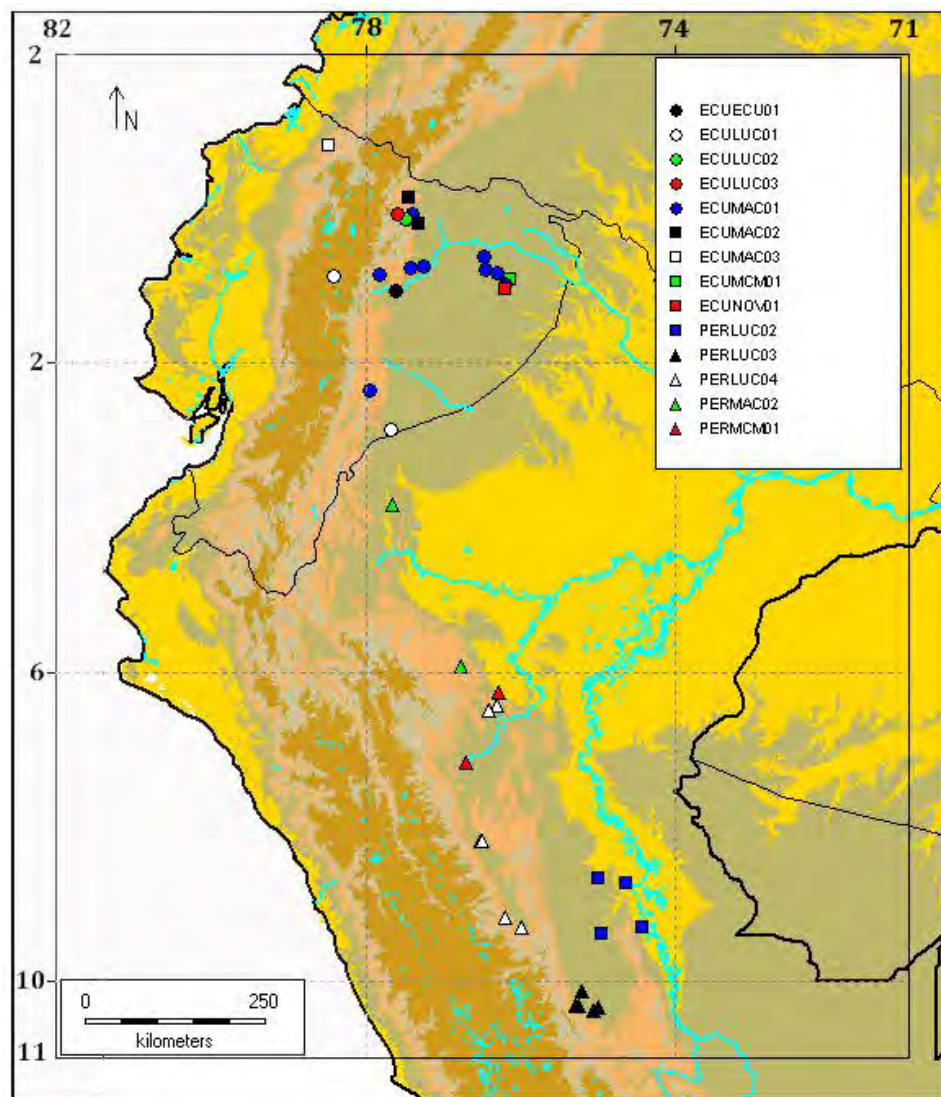 82 78 74 71
2
N
ECUECU01
ECULUC01
ECULUC02
ECULUC03
ECUMAC01
ECUMAC02
ECUMAC03
ECUMCM01
ECUNOV01
PERLUC02
PERLUC03
PERLUC04
PERMAC02
PERMCM01
2
6
10
0 250
kilometers
11